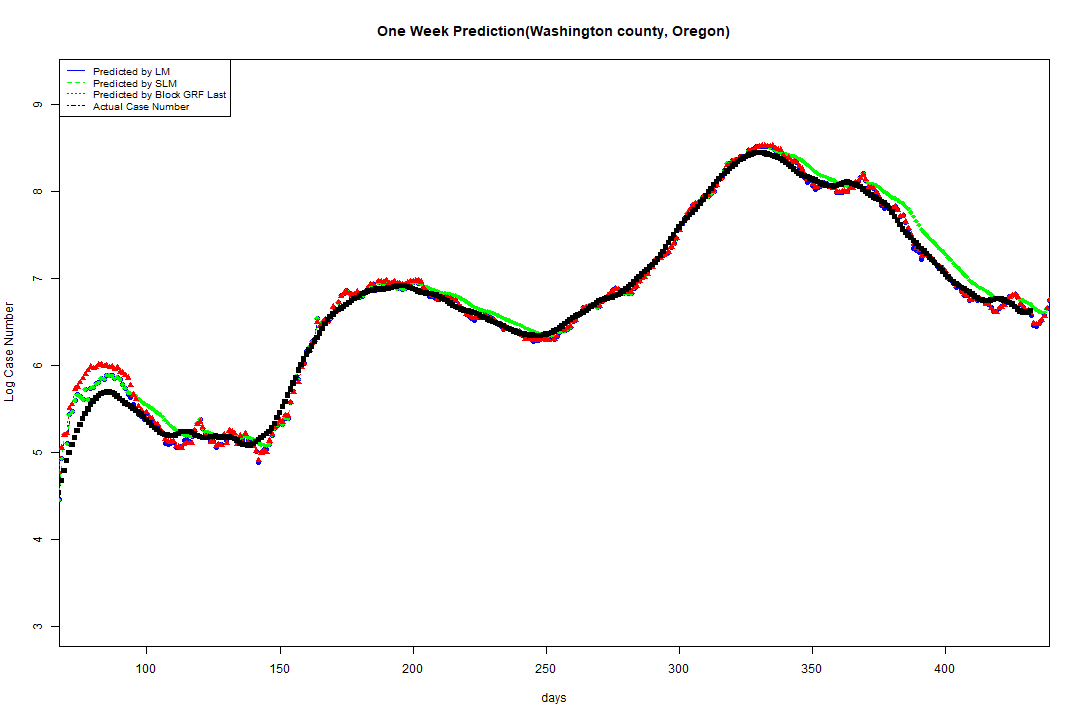 One Week Prediction(Washington county, Oregon)
Predicted by LM
Predicted by SLM
Predicted by Block GRF Last
Actual Case Number
9
8
7
6
5
4
3
Log Case Number
100 150 200 250 300 350 400
days